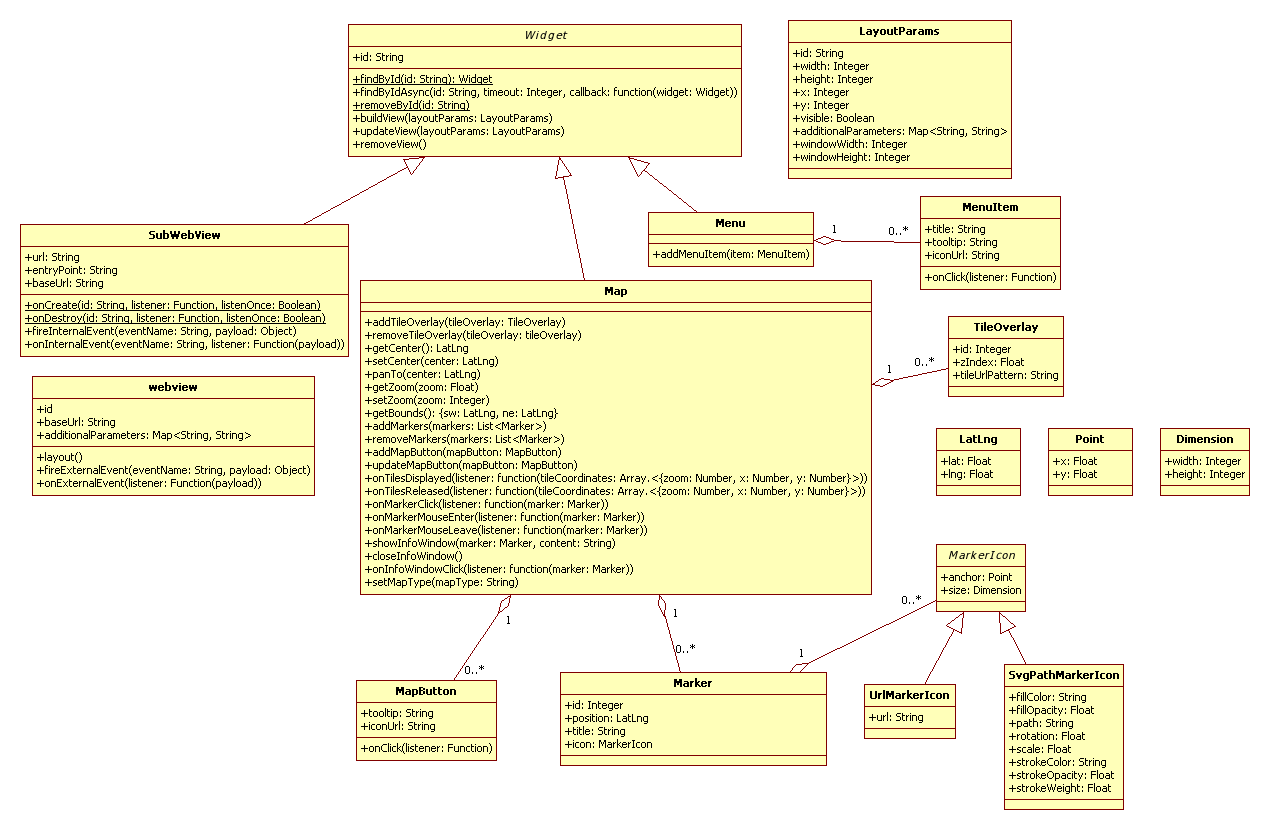 Widget
+id: String
+findById(id: String): Widget
+findByIdAsync(id: String, timeout: Integer, callback: function(widget: Widget))
+removeById(id: String)
+buildView(layoutParams: LayoutParams)
+updateView(layoutParams: LayoutParams)
+removeView()
LayoutParams
+id: String
+width: Integer
+height: Integer
+x: Integer
+y: Integer
+visible: Boolean
+additionalParameters: Map<String, String>
+windowWidth: Integer
+windowHeight: Integer
SubWebView
+url: String
+entryPoint: String
+baseUrl: String
+onCreate(id: String, listener: Function, listenOnce: Boolean)
+onDestroy(id: String, listener: Function, listenOnce: Boolean)
+fireInternalEvent(eventName: String, payload: Object)
+onInternalEvent(eventName: String, listener: Function(payload))
Menu
+addMenuItem(item: MenuItem)
1
0..*
MenuItem
+title: String
+tooltip: String
+iconUrl: String
+onClick(listener: Function)
webview
+id
+baseUrl: String
+additionalParameters: Map<String, String>
+layout()
+fireExternalEvent(eventName: String, payload: Object)
+onExternalEvent(listener: Function(payload))
Map
+addTileOverlay(tileOverlay: TileOverlay)
+removeTileOverlay(tileOverlay: tileOverlay)
+getCenter(): LatLng
+setCenter(center: LatLng)
+panTo(center: LatLng)
+getZoom(zoom: Float)
+setZoom(zoom: Integer)
+getBounds(): {sw: LatLng, ne: LatLng}
+addMarkers(markers: List<Marker>)
+removeMarkers(markers: List<Marker>)
+addMapButton(mapButton: MapButton)
+updateMapButton(mapButton: MapButton)
+onTilesDisplayed(listener: function(tileCoordinates: Array.<{zoom: Number, x: Number, y: Number}>))
+onTilesReleased(listener: function(tileCoordinates: Array.<{zoom: Number, x: Number, y: Number}>))
+onMarkerClick(listener: function(marker: Marker))
+onMarkerMouseEnter(listener: function(marker: Marker))
+onMarkerMouseLeave(listener: function(marker: Marker))
+showInfoWindow(marker: Marker, content: String)
+closeInfoWindow()
+onInfoWindowClick(listener: function(marker: Marker))
+setMapType(mapType: String)
1
0..*
TileOverlay
+id: Integer
+zIndex: Float
+tileUrlPattern: String
LatLng
+lat: Float
+lng: Float
Point
+x: Float
+y: Float
Dimension
+width: Integer
+height: Integer
MarkerIcon
+anchor: Point
+size: Dimension
1
0..*
1
0..*
1
0..*
MapButton
+tooltip: String
+iconUrl: String
+onClick(listener: Function)
Marker
+id: Integer
+position: LatLng
+title: String
+icon: MarkerIcon
UrlMarkerIcon
+url: String
SvgPathMarkerIcon
+fillColor: String
+fillOpacity: Float
+path: String
+rotation: Float
+scale: Float
+strokeColor: String
+strokeOpacity: Float
+strokeWeight: Float